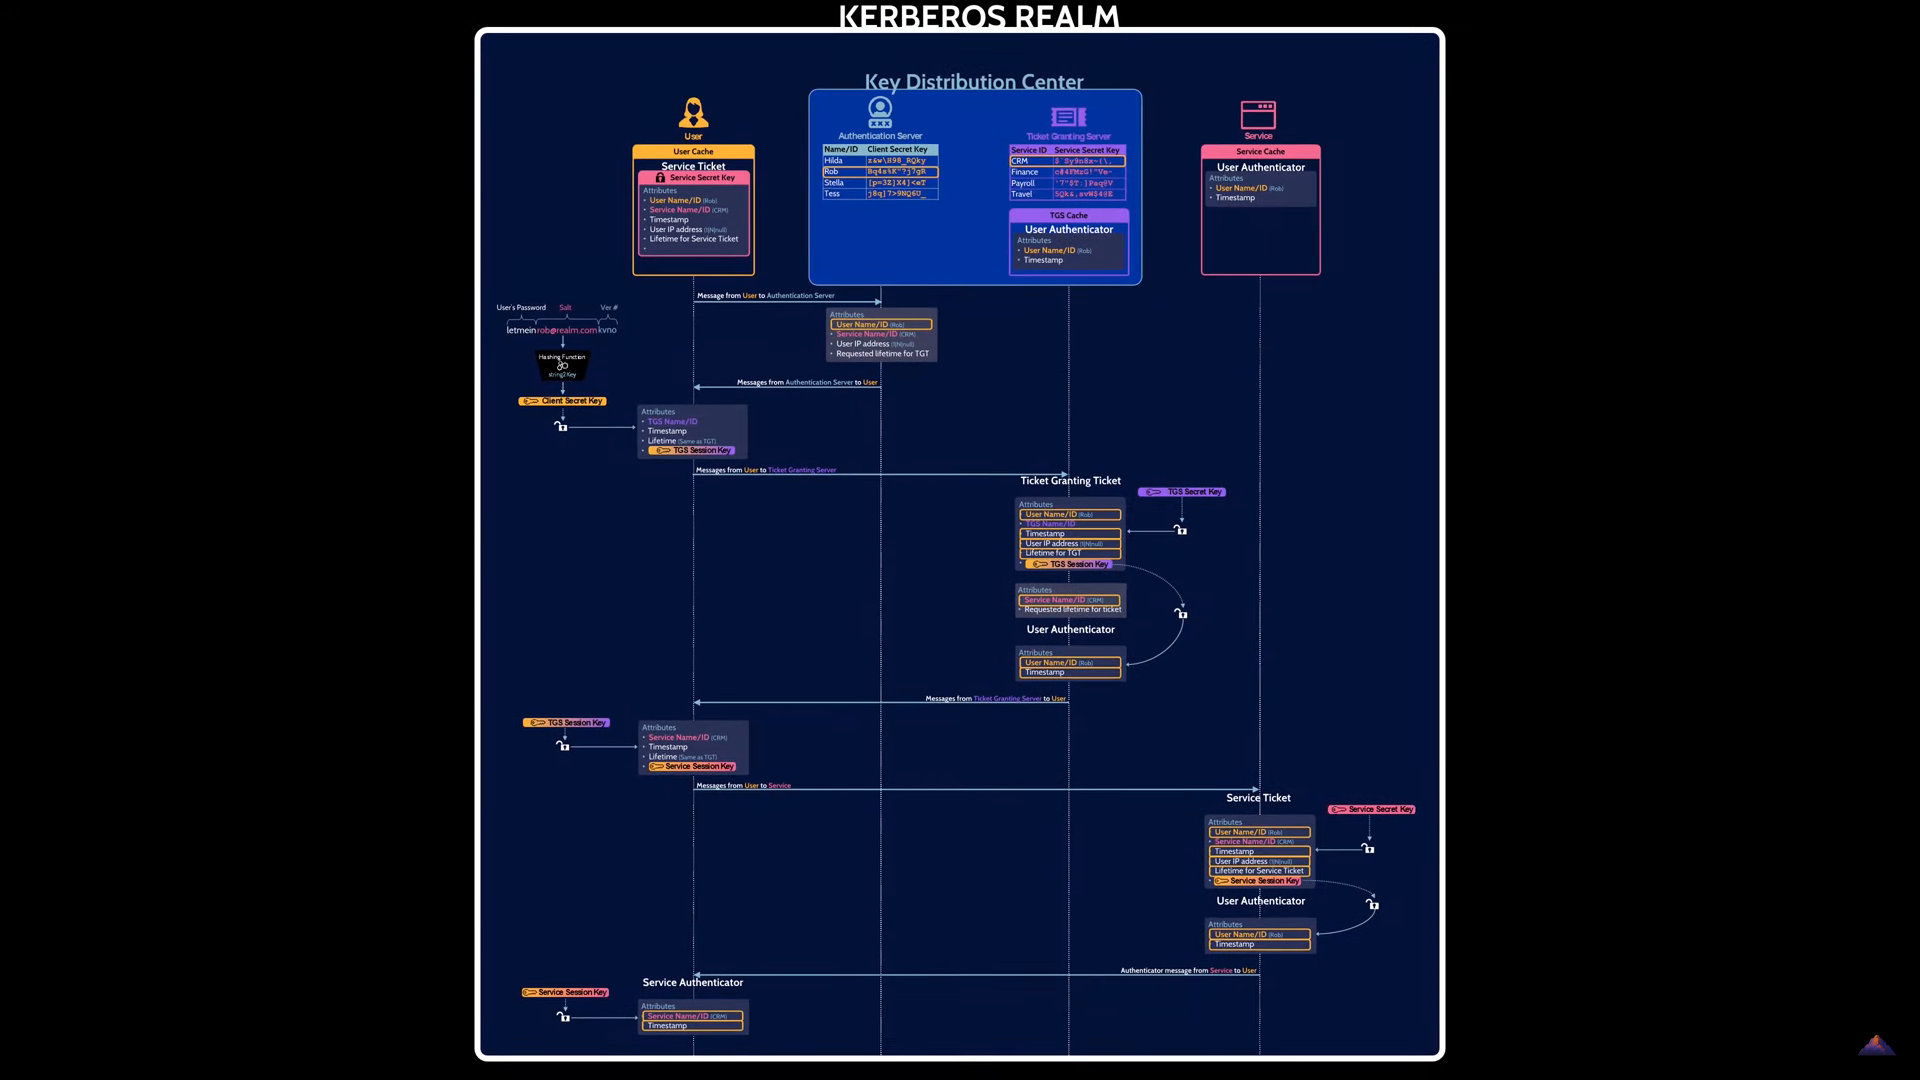 KERBEROS REALM
Key Distribution Center
User
Authentication Server
Ticket Granting Server
Service
User Cache
Service Ticket
Service Secret Key
Attributes
User Name/ID (Rob)
Service Name/ID (CRM)
Timestamp
User IP address (1|N|null)
Lifetime for Service Ticket
Name/ID Client Secret Key
Hilda
Rob
Stella
Tess
Service ID Service Secret Key
CRM
Finance
Payroll
Travel
TGS Cache
User Authenticator
Attributes
User Name/ID (Rob)
Timestamp
Service Cache
User Authenticator
Attributes
User Name/ID (Rob)
Timestamp
Message from User to Authentication Server
User's Password Salt Ver #
letmeinrob@realm.comkvno
Hashing Function
string2Key
Client Secret Key
Attributes
User Name/ID (Rob)
Service Name/ID (CRM)
User IP address (1|N|null)
Requested lifetime for TGT
Messages from Authentication Server to User
Attributes
TGS Name/ID
Timestamp
Lifetime (Same as TGT)
TGS Session Key
Messages from User to Ticket Granting Server
Ticket Granting Ticket
TGS Secret Key
Attributes
User Name/ID (Rob)
TGS Name/ID
Timestamp
User IP address (1|N|null)
Lifetime for TGT
TGS Session Key
Attributes
Service Name/ID (CRM)
Requested lifetime for ticket
User Authenticator
Attributes
User Name/ID (Rob)
Timestamp
Messages from Ticket Granting Server to User
TGS Session Key
Attributes
Service Name/ID (CRM)
Timestamp
Lifetime (Same as TGT)
Service Session Key
Messages from User to Service
Service Ticket
Service Secret Key
Attributes
User Name/ID (Rob)
Service Name/ID (CRM)
Timestamp
User IP address (1|N|null)
Lifetime for Service Ticket
Service Session Key
User Authenticator
Attributes
User Name/ID (Rob)
Timestamp
Authenticator message from Service to User
Service Authenticator
Service Session Key
Attributes
Service Name/ID (CRM)
Timestamp